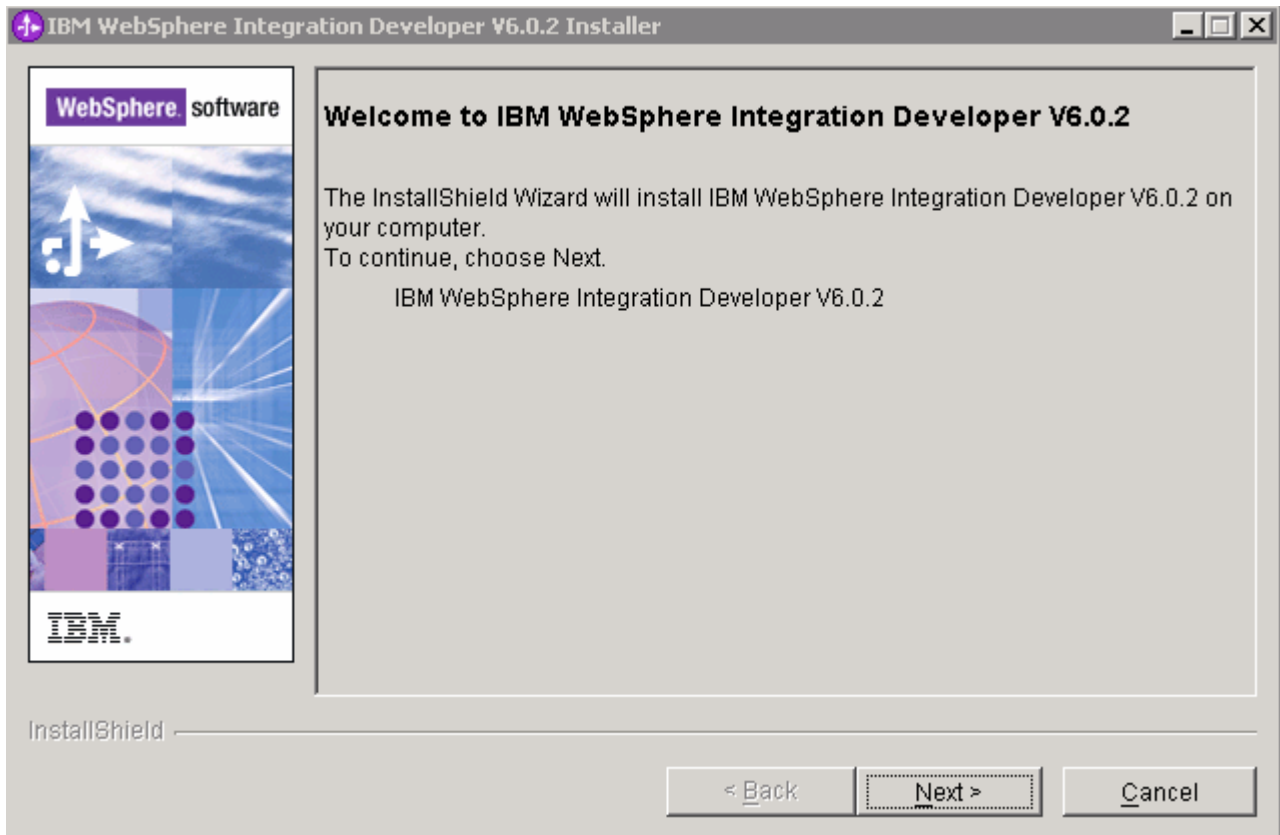 IBM WebSphere Integration Developer V6.0.2 Installer
WebSphere. software
Welcome to IBM WebSphere Integration Developer V6.0.2
The InstallShield Wizard will install IBM WebSphere Integration Developer V6.0.2 on
your computer.
To continue, choose Next.
IBM WebSphere Integration Developer V6.0.2
IBM.
InstallShield
< Back
Next >
Cancel